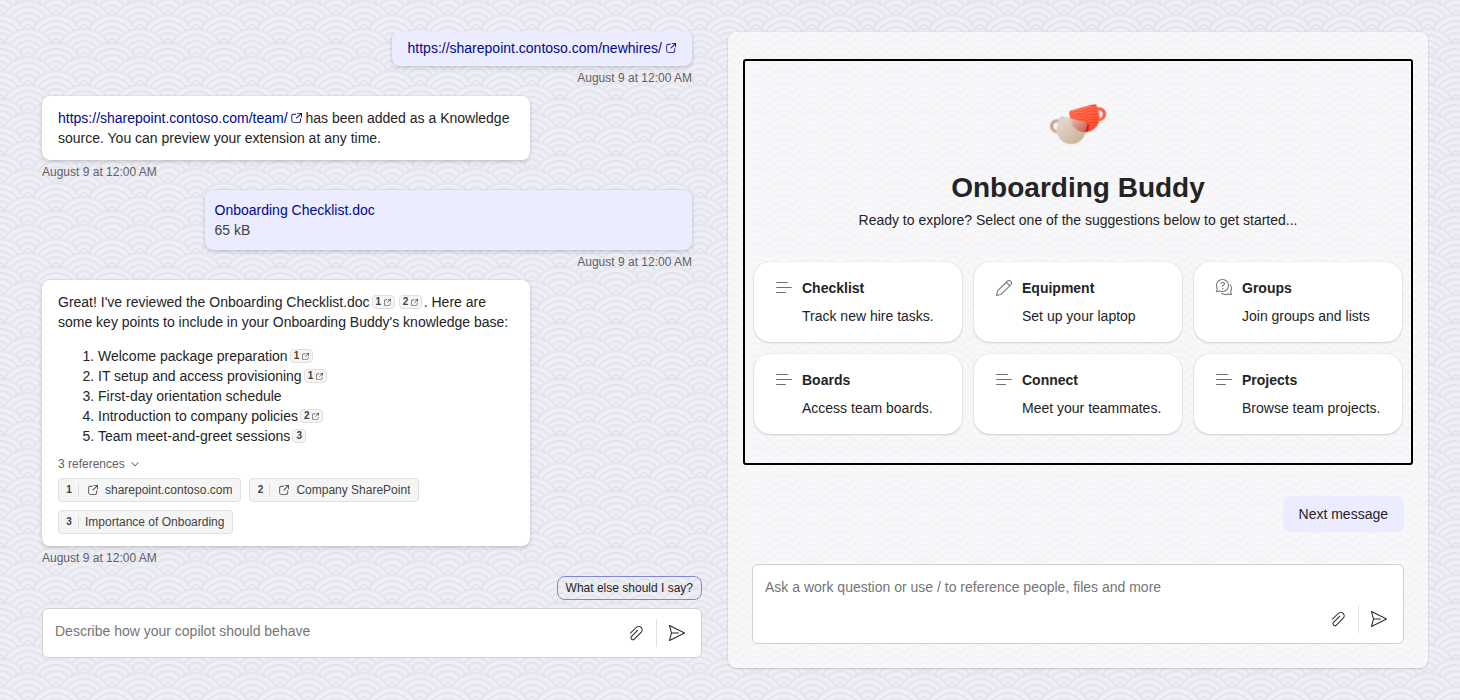 https://sharepoint.contoso.com/newhires/
August 9 at 12:00 AM
https://sharepoint.contoso.com/team/ has been added as a Knowledge
source. You can preview your extension at any time.
August 9 at 12:00 AM
Onboarding Checklist.doc
65 kB
August 9 at 12:00 AM
Great! I've reviewed the Onboarding Checklist.doc 1 2 . Here are
some key points to include in your Onboarding Buddy's knowledge base:
1. Welcome package preparation 1
2. IT setup and access provisioning 1
3. First-day orientation schedule
4. Introduction to company policies 2
5. Team meet-and-greet sessions 3
3 references
1 sharepoint.contoso.com
2 Company SharePoint
3 Importance of Onboarding
August 9 at 12:00 AM
What else should I say?
Describe how your copilot should behave
Onboarding Buddy
Ready to explore? Select one of the suggestions below to get started...
Checklist
Track new hire tasks.
Equipment
Set up your laptop
Groups
Join groups and lists
Boards
Access team boards.
Connect
Meet your teammates.
Projects
Browse team projects.
Next message
Ask a work question or use / to reference people, files and more